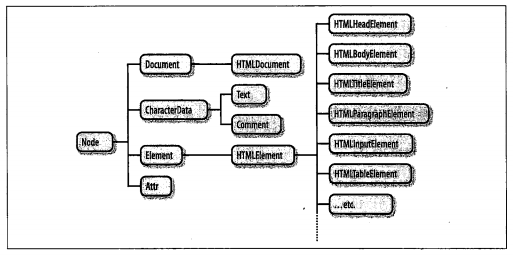 HTMLHeadElement
HTMLBodyElement
Document
HTMLDocument
HTMLTitleElement
Text
CharacterData
HTMLParagraphElement
Comment
Node
HTMLInputElement
Element
HTMLElement
HTMLTableElement
Attr
...etc.